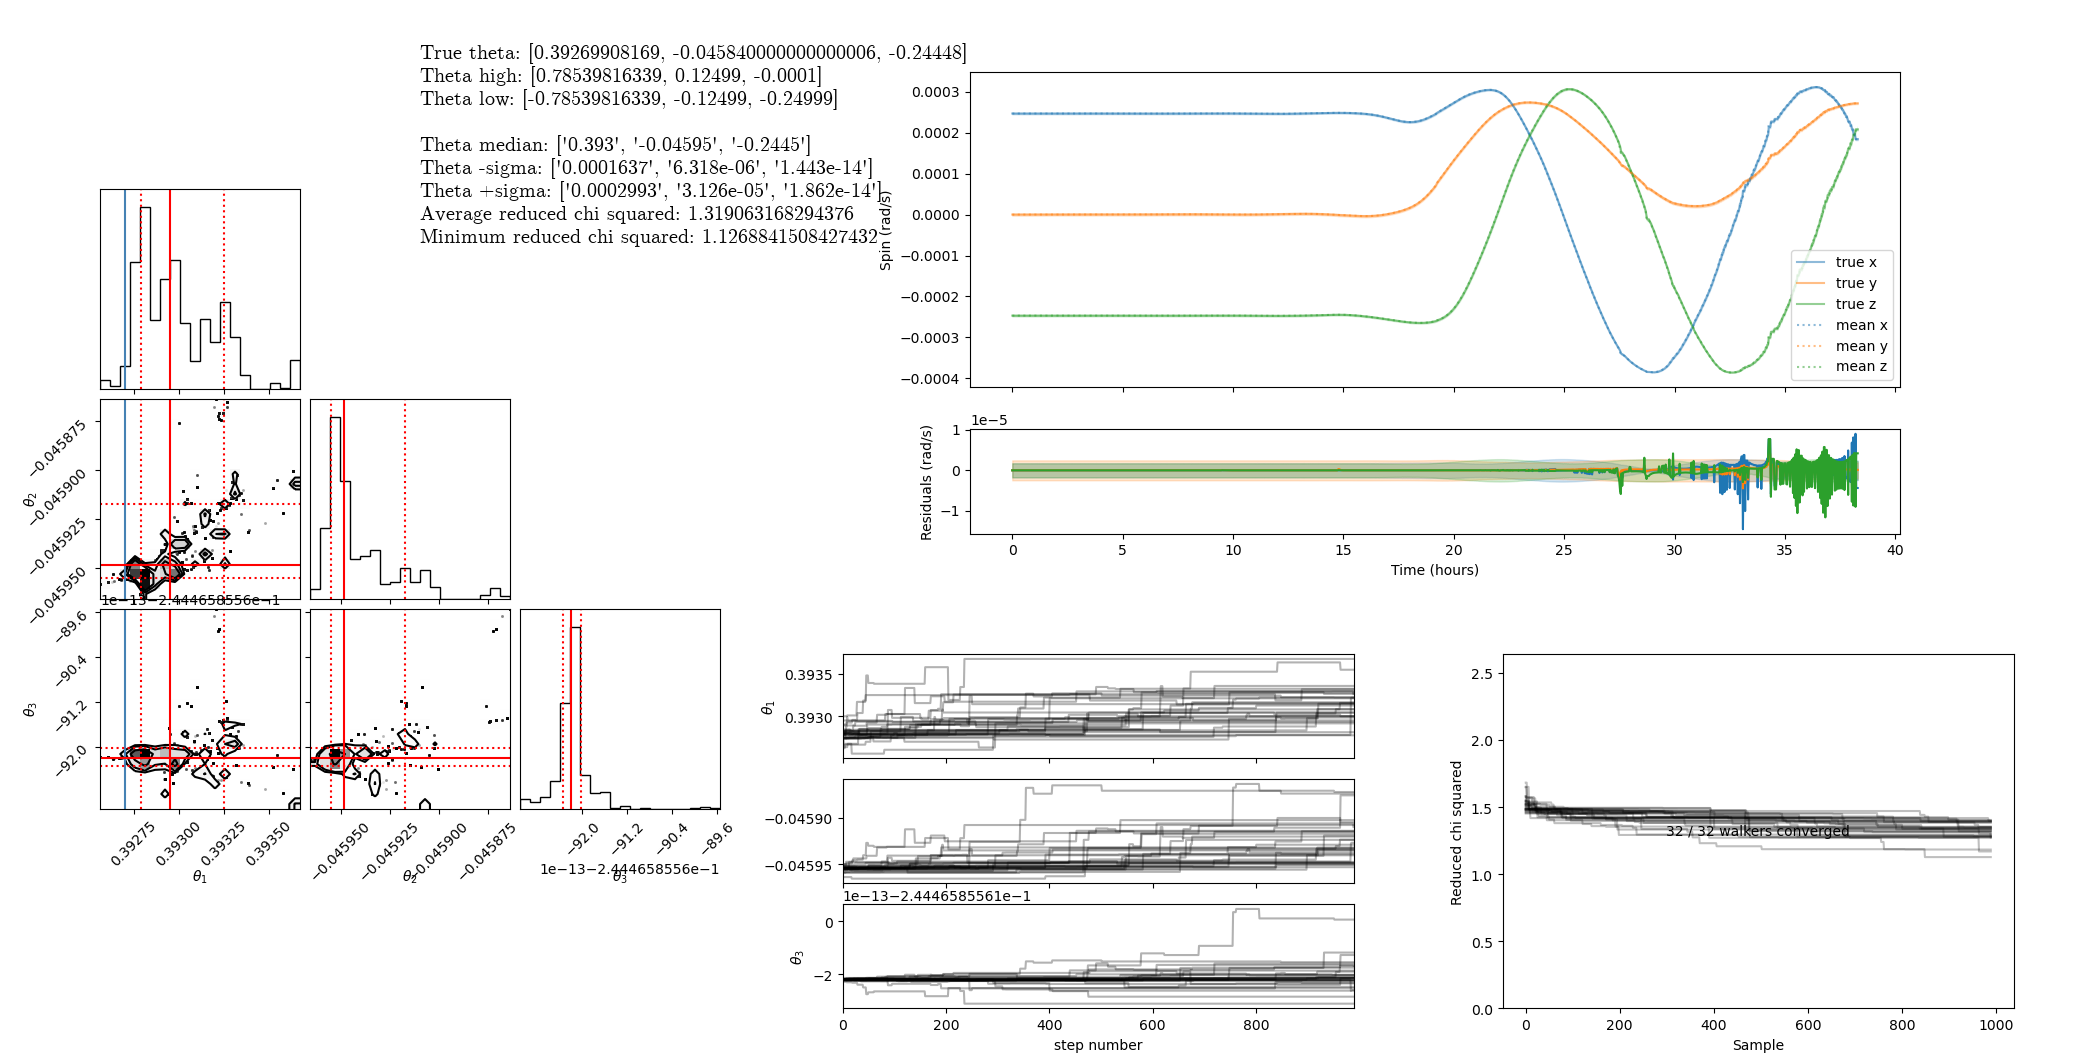 True theta: [0.39269908169, -0.045840000000000006, -0.24448]
Theta high: [0.78539816339, 0.12499, -0.0001]
Theta low: [-0.78539816339, -0.12499, -0.24999]
Theta median: ['0.393', '-0.04595', '-0.2445']
Theta -sigma: ['0.0001637', '6.318e-06', '1.443e-14']
Theta +sigma: ['0.0002993', '3.126e-05', '1.862e-14']
Average reduced chi squared: 1.319063168294376
Minimum reduced chi squared: 1.1268841508427432
0.0003
0.0002
0.0001
0.0000
−0.0001
−0.0002
−0.0003
−0.0004
Spin (rad/s)
true x
true y
true z
mean x
mean y
mean z
1e−5
1
0
−1
Residuals (rad/s)
0 5 10 15 20 25 30 35 40
Time (hours)
−0.045875
−0.045900
−0.045925
−0.045950
θ2
1e−13−2.444658556e−1
−89.6
−90.4
−91.2
−92.0
θ3
0.39275 0.39300 0.39325 0.39350
θ1
−0.045950 −0.045925 −0.045900 −0.045875
θ2
−92.0 −91.2 −90.4 −89.6
1e−13−2.444658556e−1
θ3
0.3935
0.3930
θ1
−0.04590
−0.04595
1e−13−2.4446585561e−1
0
−2
θ3
0 200 400 600 800
step number
2.5
2.0
1.5
1.0
0.5
0.0
Reduced chi squared
32 / 32 walkers converged
0 200 400 600 800 1000
Sample